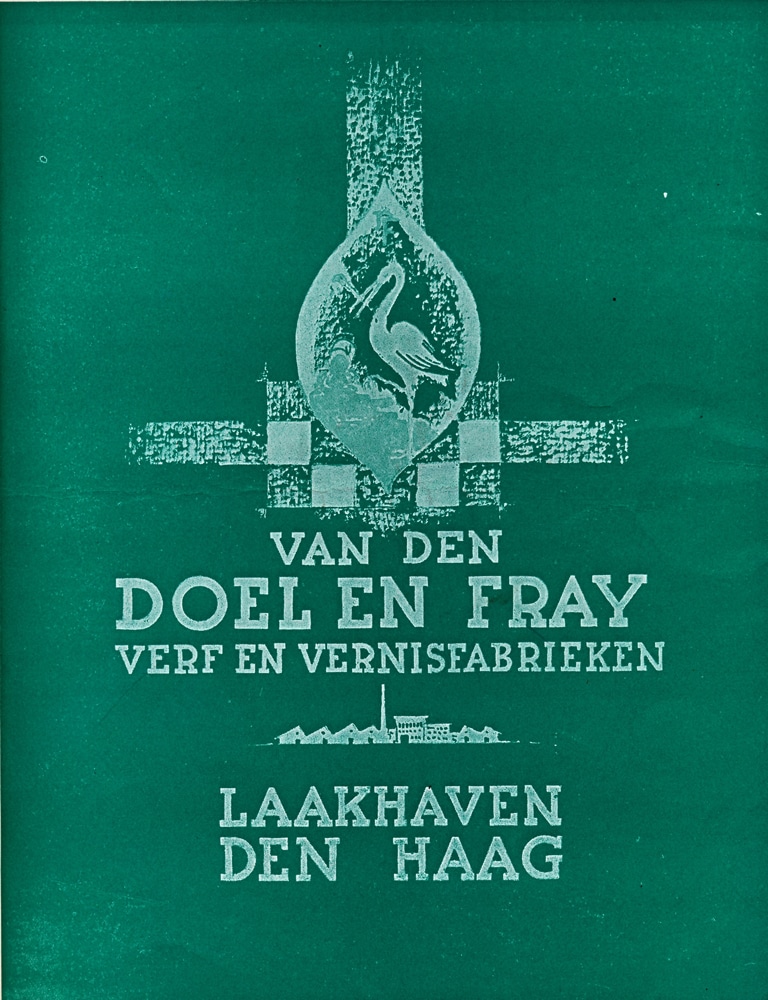 VAN DEN
DOEL EN FRAY
VERF EN VERNISFABRIEKEN
LAAKHAVEN
DEN HAAG